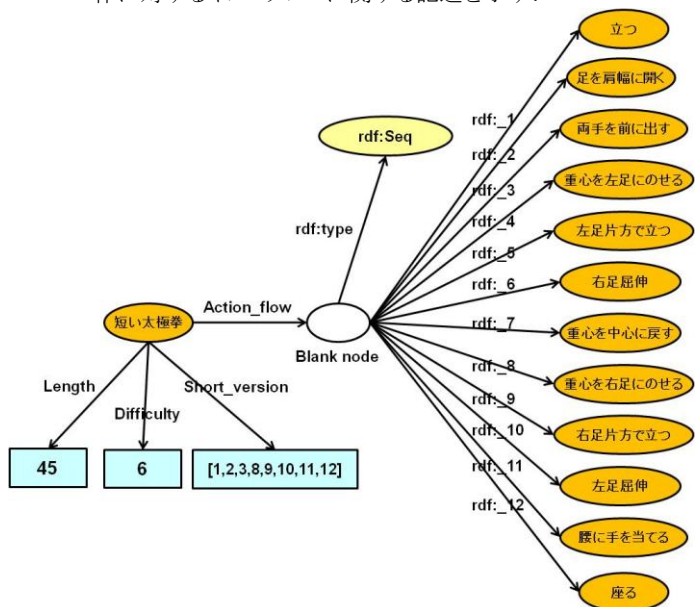 立つ
足を肩幅に開く
rdf:_1
rdf:Seq
両手を前に出す
rdf:_2
rdf:_3
重心を左足にのせる
rdf:_4
rdf:type
左足片方で立つ
rdf:_5
rdf:_6
右足屈伸
短い太極拳
Action_flow
rdf:_7
重心を中心に戻す
Blank node
rdf:_8
重心を右足にのせる
Length
Short_version
rdf:_9
Difficulty
rdf:_10
右足片方で立つ
45
6
[1,2,3,8,9,10,11,12]
rdf:_11
左足屈伸
rdf:_12
腰に手を当てる
座る